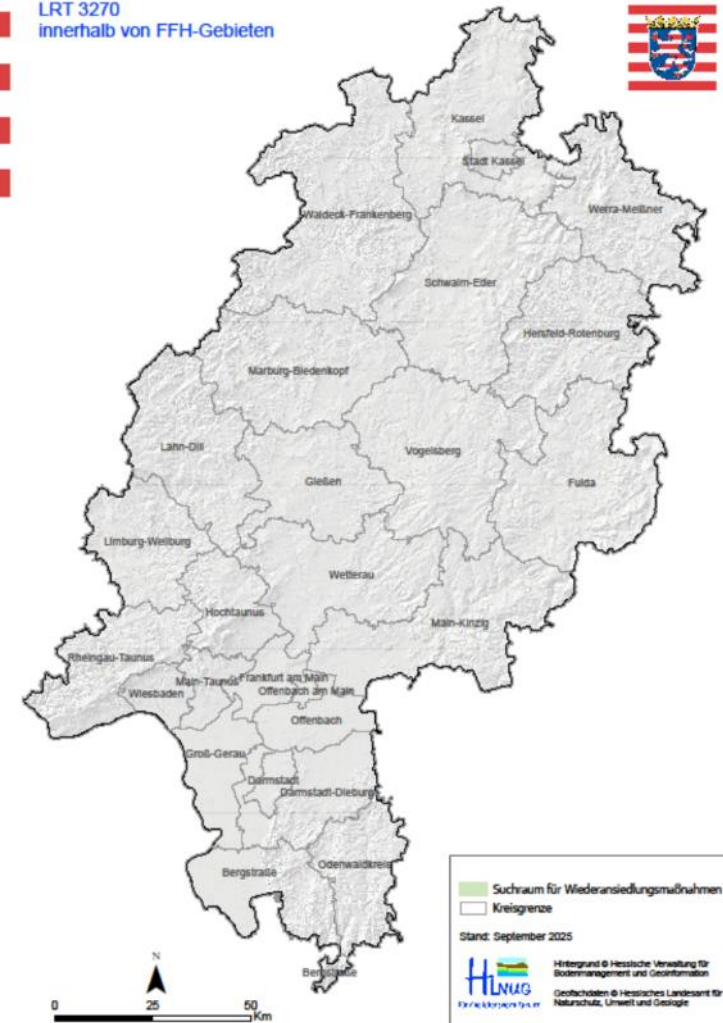 LRT 3270
innerhalb von FFH-Gebieten
Kassel
Stadt Kassel
Werra-Meißner
Waldeck-Frankenberg
Schwalm-Eder
Hersfeld-Rotenburg
Marburg-Biedenkopf
Lahn-Dill
Vogelsberg
Gießen
Fulda
Limburg-Weilburg
Wetterau
Hochtaunus
Main-Kinzig
Rheingau-Taunus
Main-Taunus
Frankfurt am Main
Wiesbaden
Offenbach am Main
Offenbach
Groß-Gerau
Darmstadt
Darmstadt-Dieburg
Odenwaldkreis
Bergstraße
Bergstraße
N
0 25 50
Km
Suchraum für Wiederansiedlungsmaßnahmen
Kreisgrenze
Stand: September 2025
HLNUG
Hintergrund © Hessische Verwaltung für
Bodenmanagement und Geoinformation
Geofachdaten © Hessisches Landesamt für
Naturschutz, Umwelt und Geologie